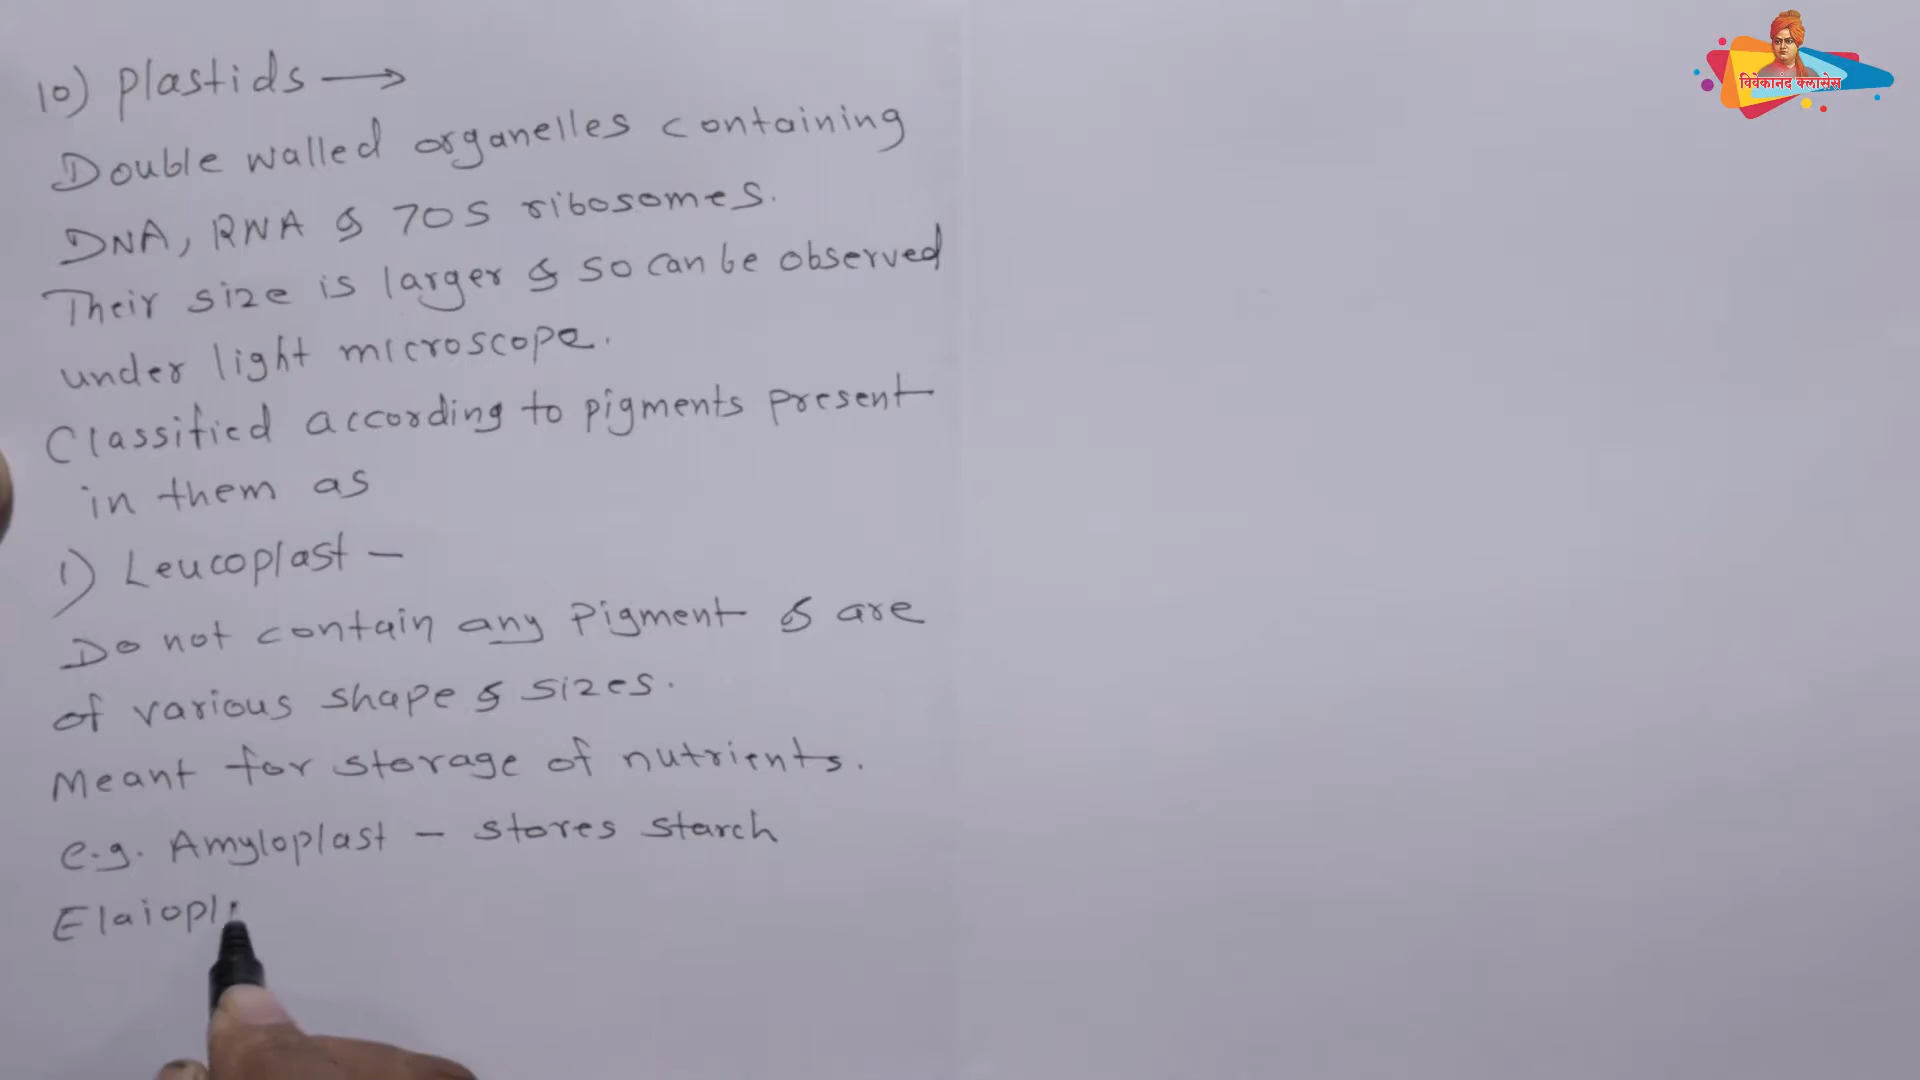 10) Plastids →
Double walled organelles containing
DNA, RNA & 70S ribosomes.
Their size is larger & so can be observed
under light microscope.
Classified according to pigments present
in them as
1) Leucoplast -
Do not contain any Pigment & are
of various shape & sizes.
Meant for storage of nutrients.
e.g. Amyloplast - stores starch
Elaiopl
विवेकानंद क्लासेस